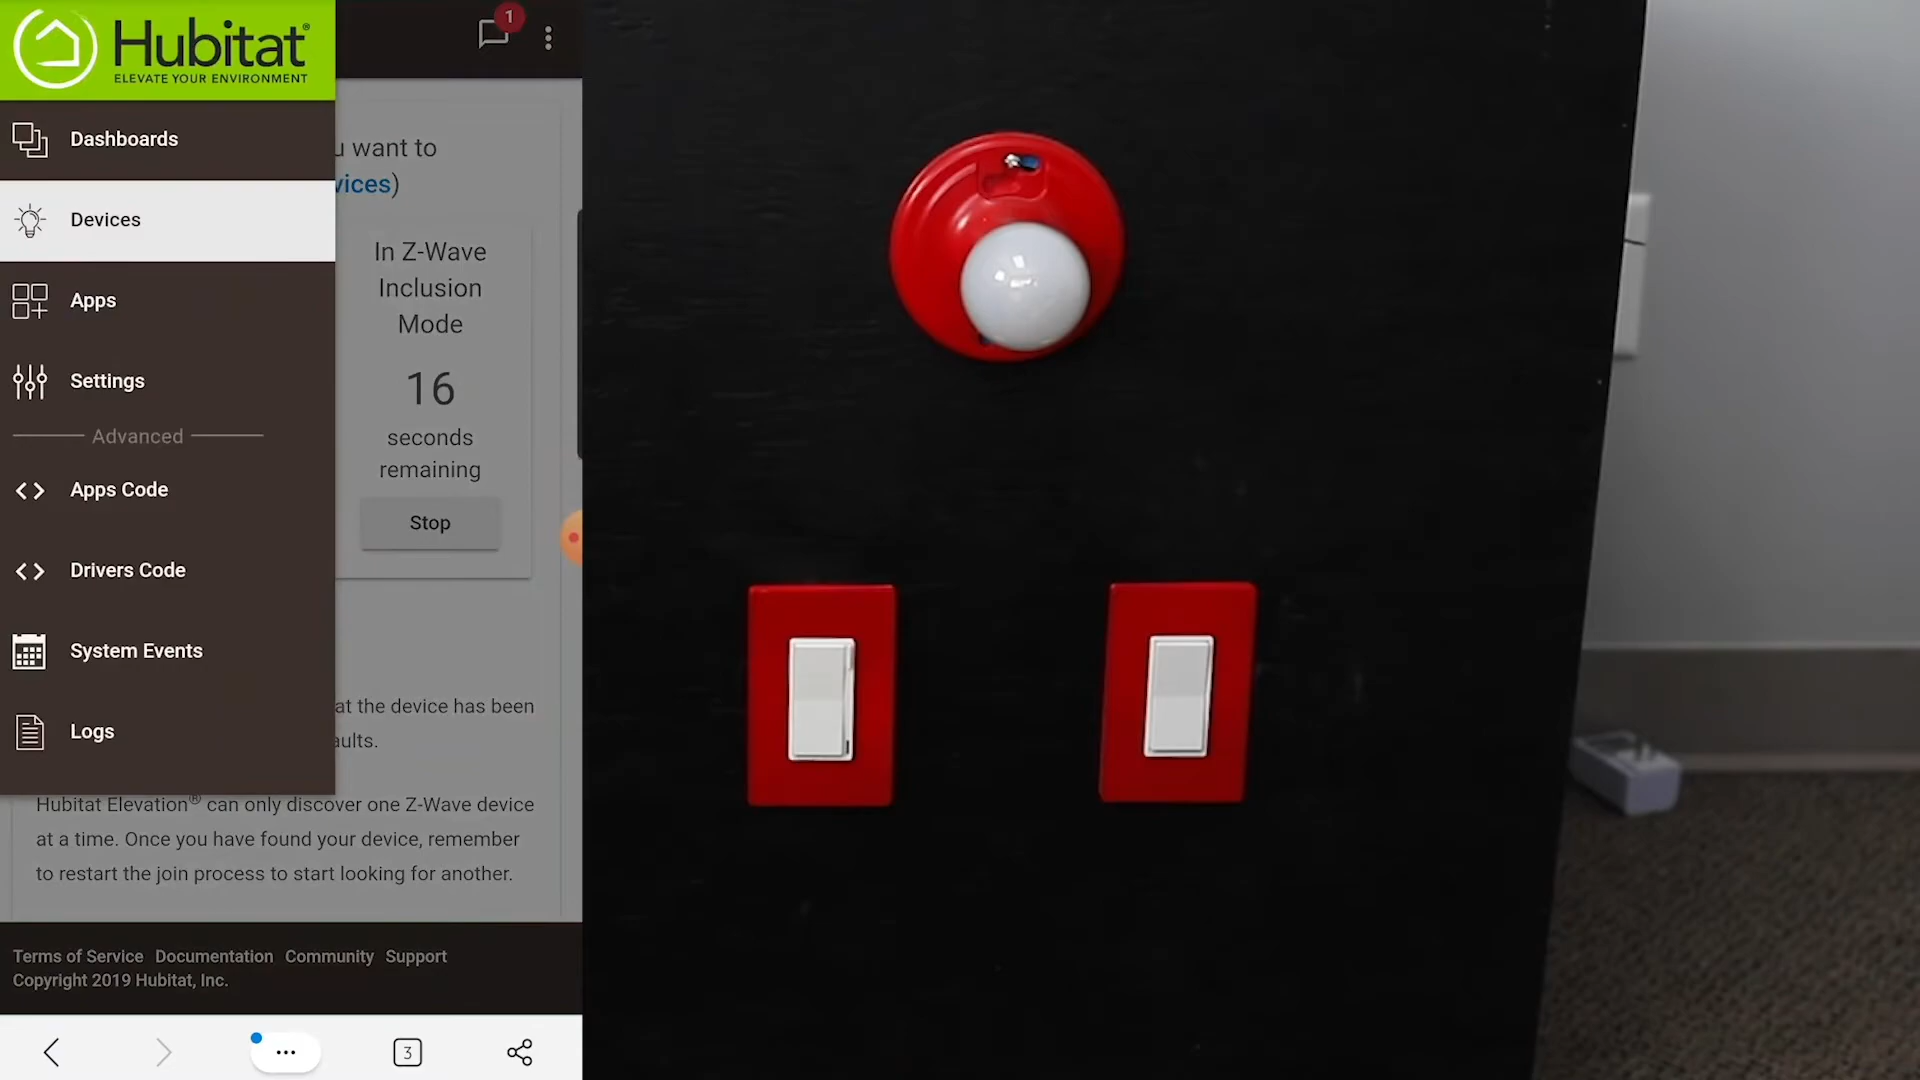 Hubitat®
ELEVATE YOUR ENVIRONMENT
1
Dashboards
Devices
Apps
Settings
Advanced
Apps Code
Drivers Code
System Events
Logs
u want to
vices)
In Z-Wave
Inclusion
Mode
16
seconds
remaining
Stop
at the device has been
aults.
Hubitat Elevation® can only discover one Z-Wave device
at a time. Once you have found your device, remember
to restart the join process to start looking for another.
Terms of Service Documentation Community Support
Copyright 2019 Hubitat, Inc.
3